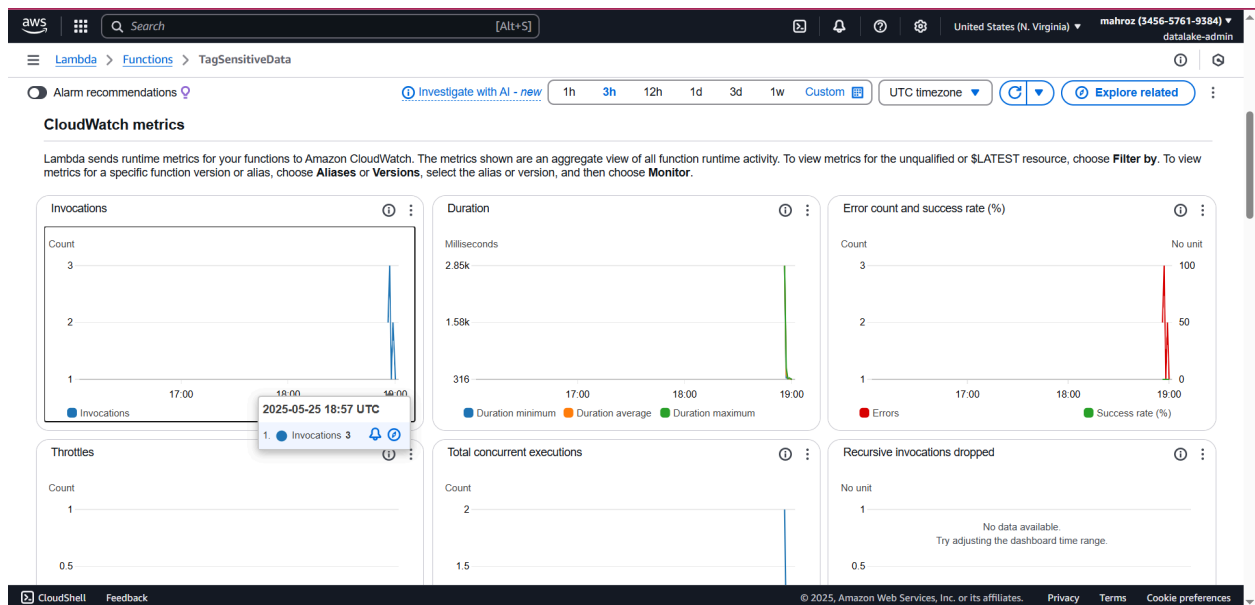 aws
Search [Alt+S]
United States (N. Virginia) ▼
mahroz (3456-5761-9384) ▼
datalake-admin
Lambda > Functions > TagSensitiveData
Alarm recommendations
Investigate with AI - new
1h 3h 12h 1d 3d 1w Custom
UTC timezone ▼
Explore related
CloudWatch metrics
Lambda sends runtime metrics for your functions to Amazon CloudWatch. The metrics shown are an aggregate view of all function runtime activity. To view metrics for the unqualified or $LATEST resource, choose Filter by. To view
metrics for a specific function version or alias, choose Aliases or Versions, select the alias or version, and then choose Monitor.
Invocations
Count
3
2
1
17:00 18:00 19:00
Invocations
2025-05-25 18:57 UTC
1. Invocations 3
Duration
Milliseconds
2.85k
1.58k
316
17:00 18:00 19:00
Duration minimum Duration average Duration maximum
Error count and success rate (%)
Count No unit
3 100
2 50
1 0
17:00 18:00 19:00
Errors Success rate (%)
Throttles
Count
1
0.5
Total concurrent executions
Count
2
1.5
Recursive invocations dropped
No unit
1
No data available.
Try adjusting the dashboard time range.
0.5
CloudShell Feedback
© 2025, Amazon Web Services, Inc. or its affiliates. Privacy Terms Cookie preferences